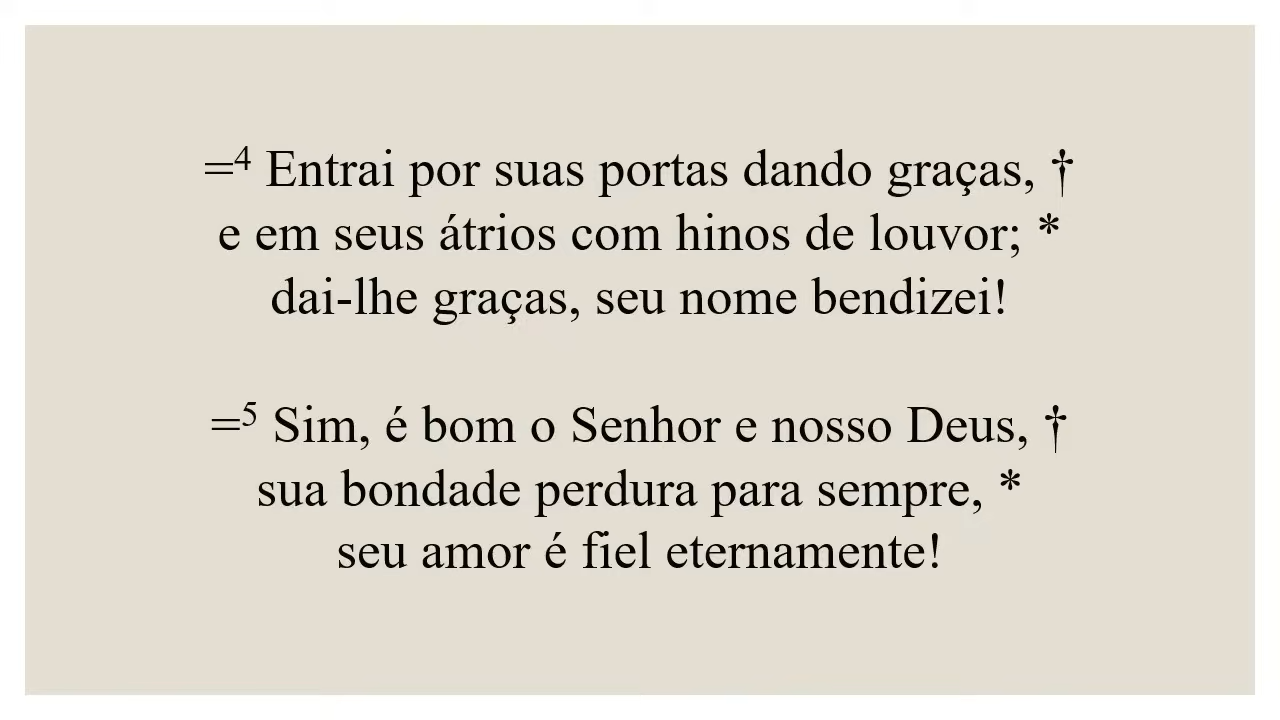 =⁴ Entrai por suas portas dando graças, †
e em seus átrios com hinos de louvor; *
dai-lhe graças, seu nome bendizei!
=⁵ Sim, é bom o Senhor e nosso Deus, †
sua bondade perdura para sempre, *
seu amor é fiel eternamente!